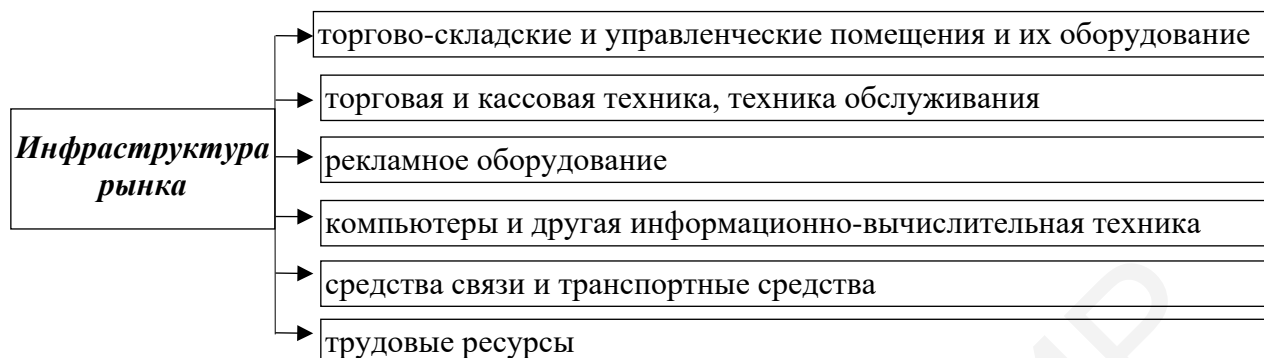 торгово-складские и управленческие помещения и их оборудование
торговая и кассовая техника, техника обслуживания
Инфраструктура
рынка
рекламное оборудование
компьютеры и другая информационно-вычислительная техника
средства связи и транспортные средства
трудовые ресурсы